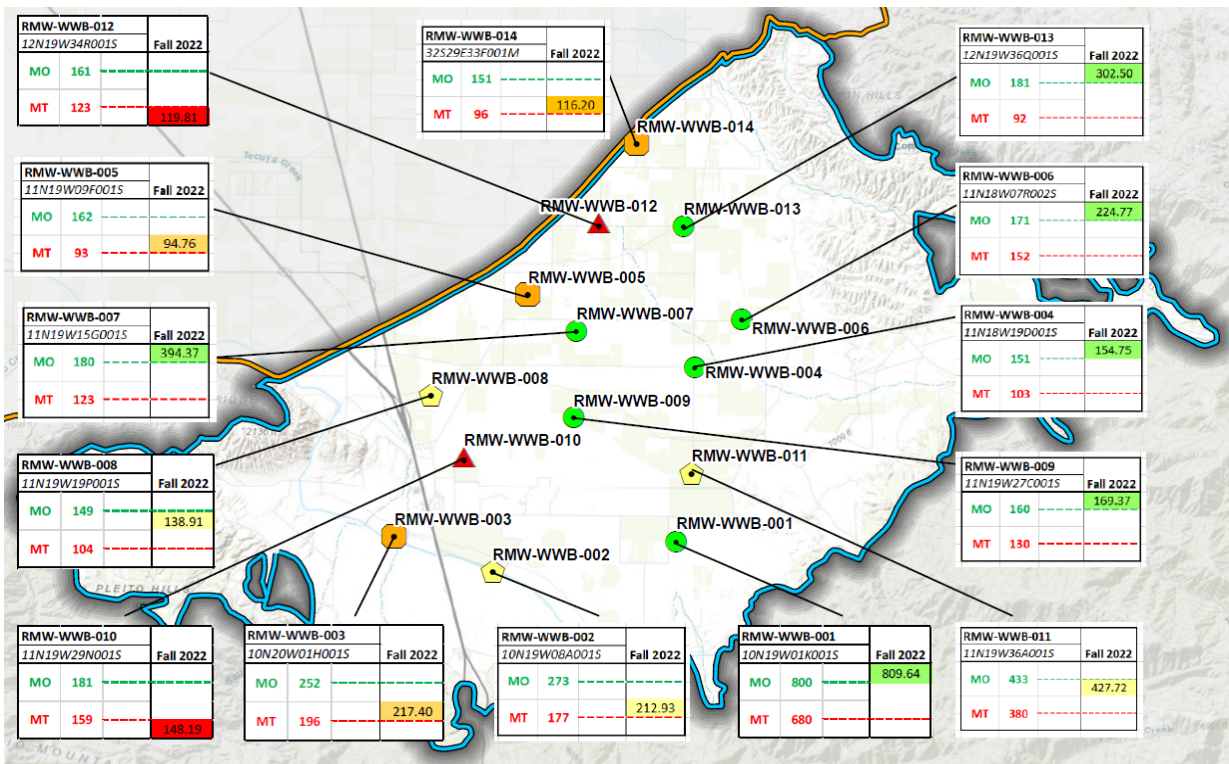 RMW-WWB-012
12N19W34R001S Fall 2022
MO 161
MT 123
119.81
RMW-WWB-014
32S29E33F001M Fall 2022
MO 151
MT 96 116.20
RMW-WWB-013
12N19W36Q001S Fall 2022
MO 181 302.50
MT 92
RMW-WWB-005
11N19W09F001S Fall 2022
MO 162
MT 93 94.76
RMW-WWB-006
11N18W07R002S Fall 2022
MO 171 224.77
MT 152
RMW-WWB-007
11N19W15G001S Fall 2022
MO 180 394.37
MT 123
RMW-WWB-004
11N18W19D001S Fall 2022
MO 151 154.75
MT 103
RMW-WWB-008
11N19W19P001S Fall 2022
MO 149
138.91
MT 104
RMW-WWB-009
11N19W27C001S Fall 2022
MO 160 169.37
MT 130
RMW-WWB-010
11N19W29N001S Fall 2022
MO 181
MT 159
148.19
RMW-WWB-003
10N20W01H001S Fall 2022
MO 252
MT 196 217.40
RMW-WWB-002
10N19W08A001S Fall 2022
MO 273
MT 177 212.93
RMW-WWB-001
10N19W01K001S Fall 2022
MO 800 809.64
MT 680
RMW-WWB-011
11N19W36A001S Fall 2022
MO 433
427.72
MT 380
Tecuya Creek
HILLS
RMW-WWB-014
RMW-WWB-012
RMW-WWB-013
RMW-WWB-005
RMW-WWB-007
RMW-WWB-006
RMW-WWB-004
RMW-WWB-008
RMW-WWB-009
RMW-WWB-010
RMW-WWB-011
RMW-WWB-003
RMW-WWB-001
RMW-WWB-002
1000 ft
PLEITO HILLS
Creek